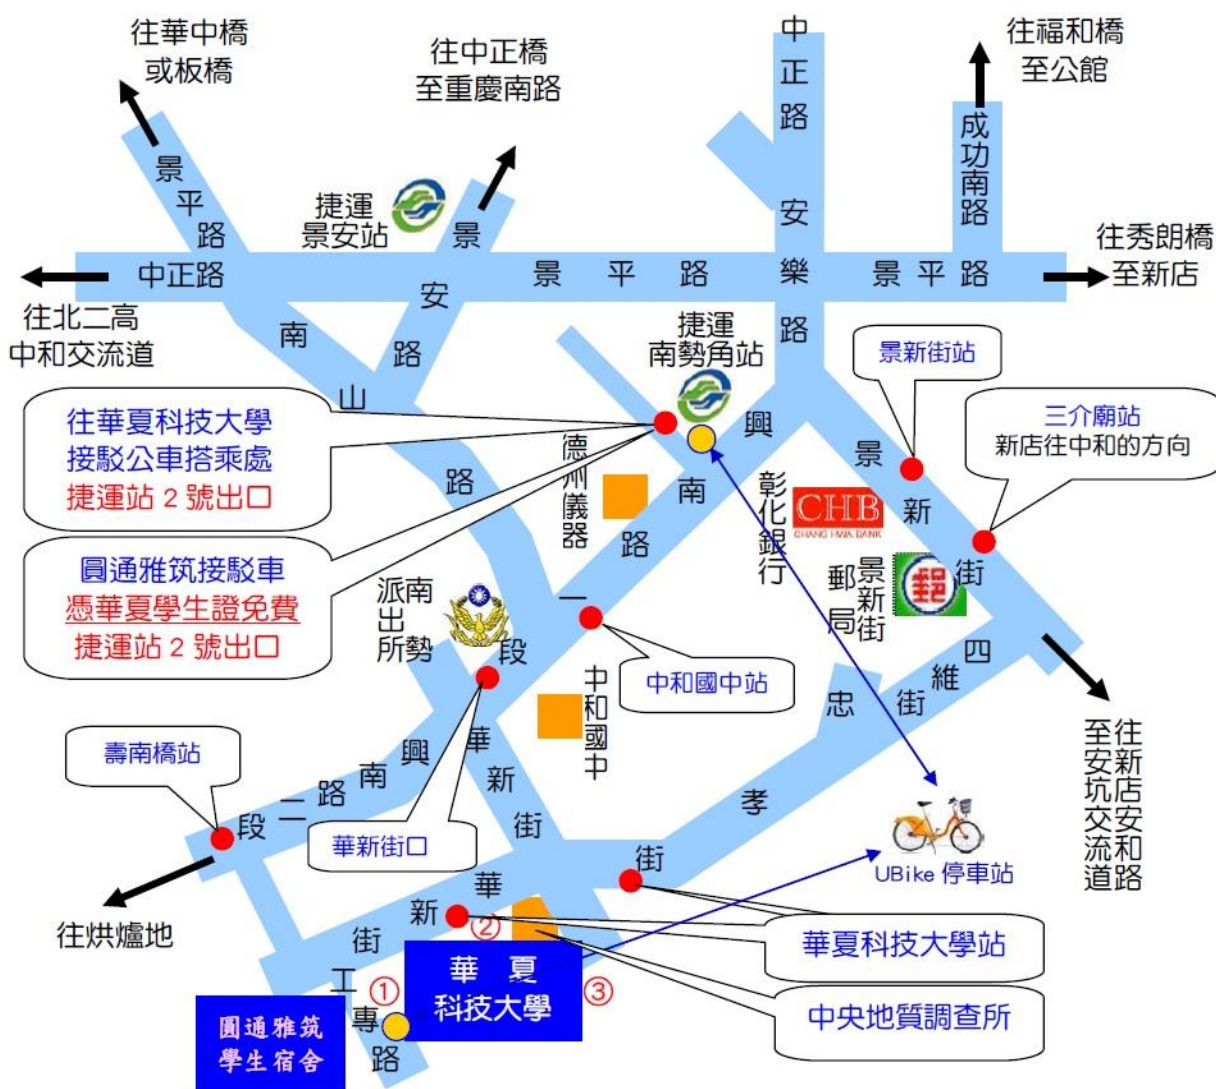 往華中橋
或板橋
往中正橋
至重慶南路
中正路
往福和橋
至公館
成功南路
景平路
捷運
景安站
景安路
安樂路
往秀朗橋
至新店
中正路
景平路
景平路
往北二高
中和交流道
南山路
捷運
南勢角站
景新街站
三介廟站
新店往中和的方向
往華夏科技大學
接駁公車搭乘處
捷運站 2 號出口
圓通雅筑接駁車
憑華夏學生證免費
捷運站 2 號出口
德州儀器
興南路一段
彰化銀行
CHB
CHANG HWA BANK
景新街
郵
景新街
郵局
南勢
派出所
中和國中站
中和國中
四維街
忠孝街
往新店安和路
至安坑交流道
壽南橋站
興南路二段
華新街口
華新街
UBike 停車站
往烘爐地
華新街
②
華夏科技大學站
華夏
科技大學
①
③
中央地質調查所
工專路
圓通雅筑
學生宿舍